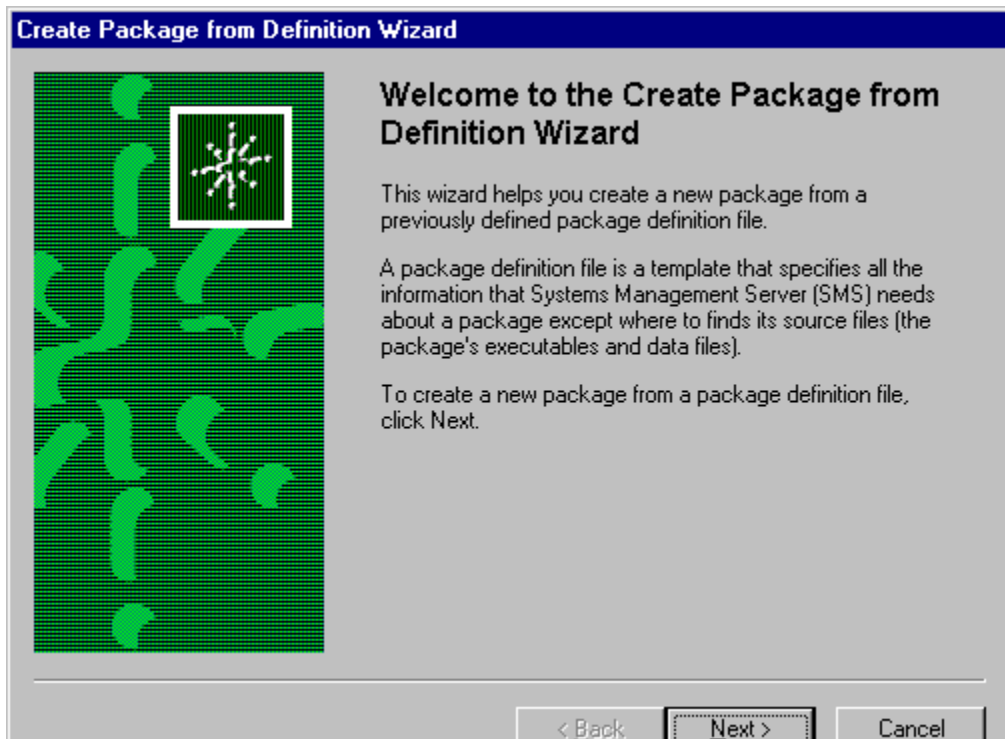 Create Package from Definition Wizard
Welcome to the Create Package from
Definition Wizard
This wizard helps you create a new package from a
previously defined package definition file.
A package definition file is a template that specifies all the
information that Systems Management Server (SMS) needs
about a package except where to finds its source files (the
package's executables and data files).
To create a new package from a package definition file,
click Next.
< Back
Next >
Cancel